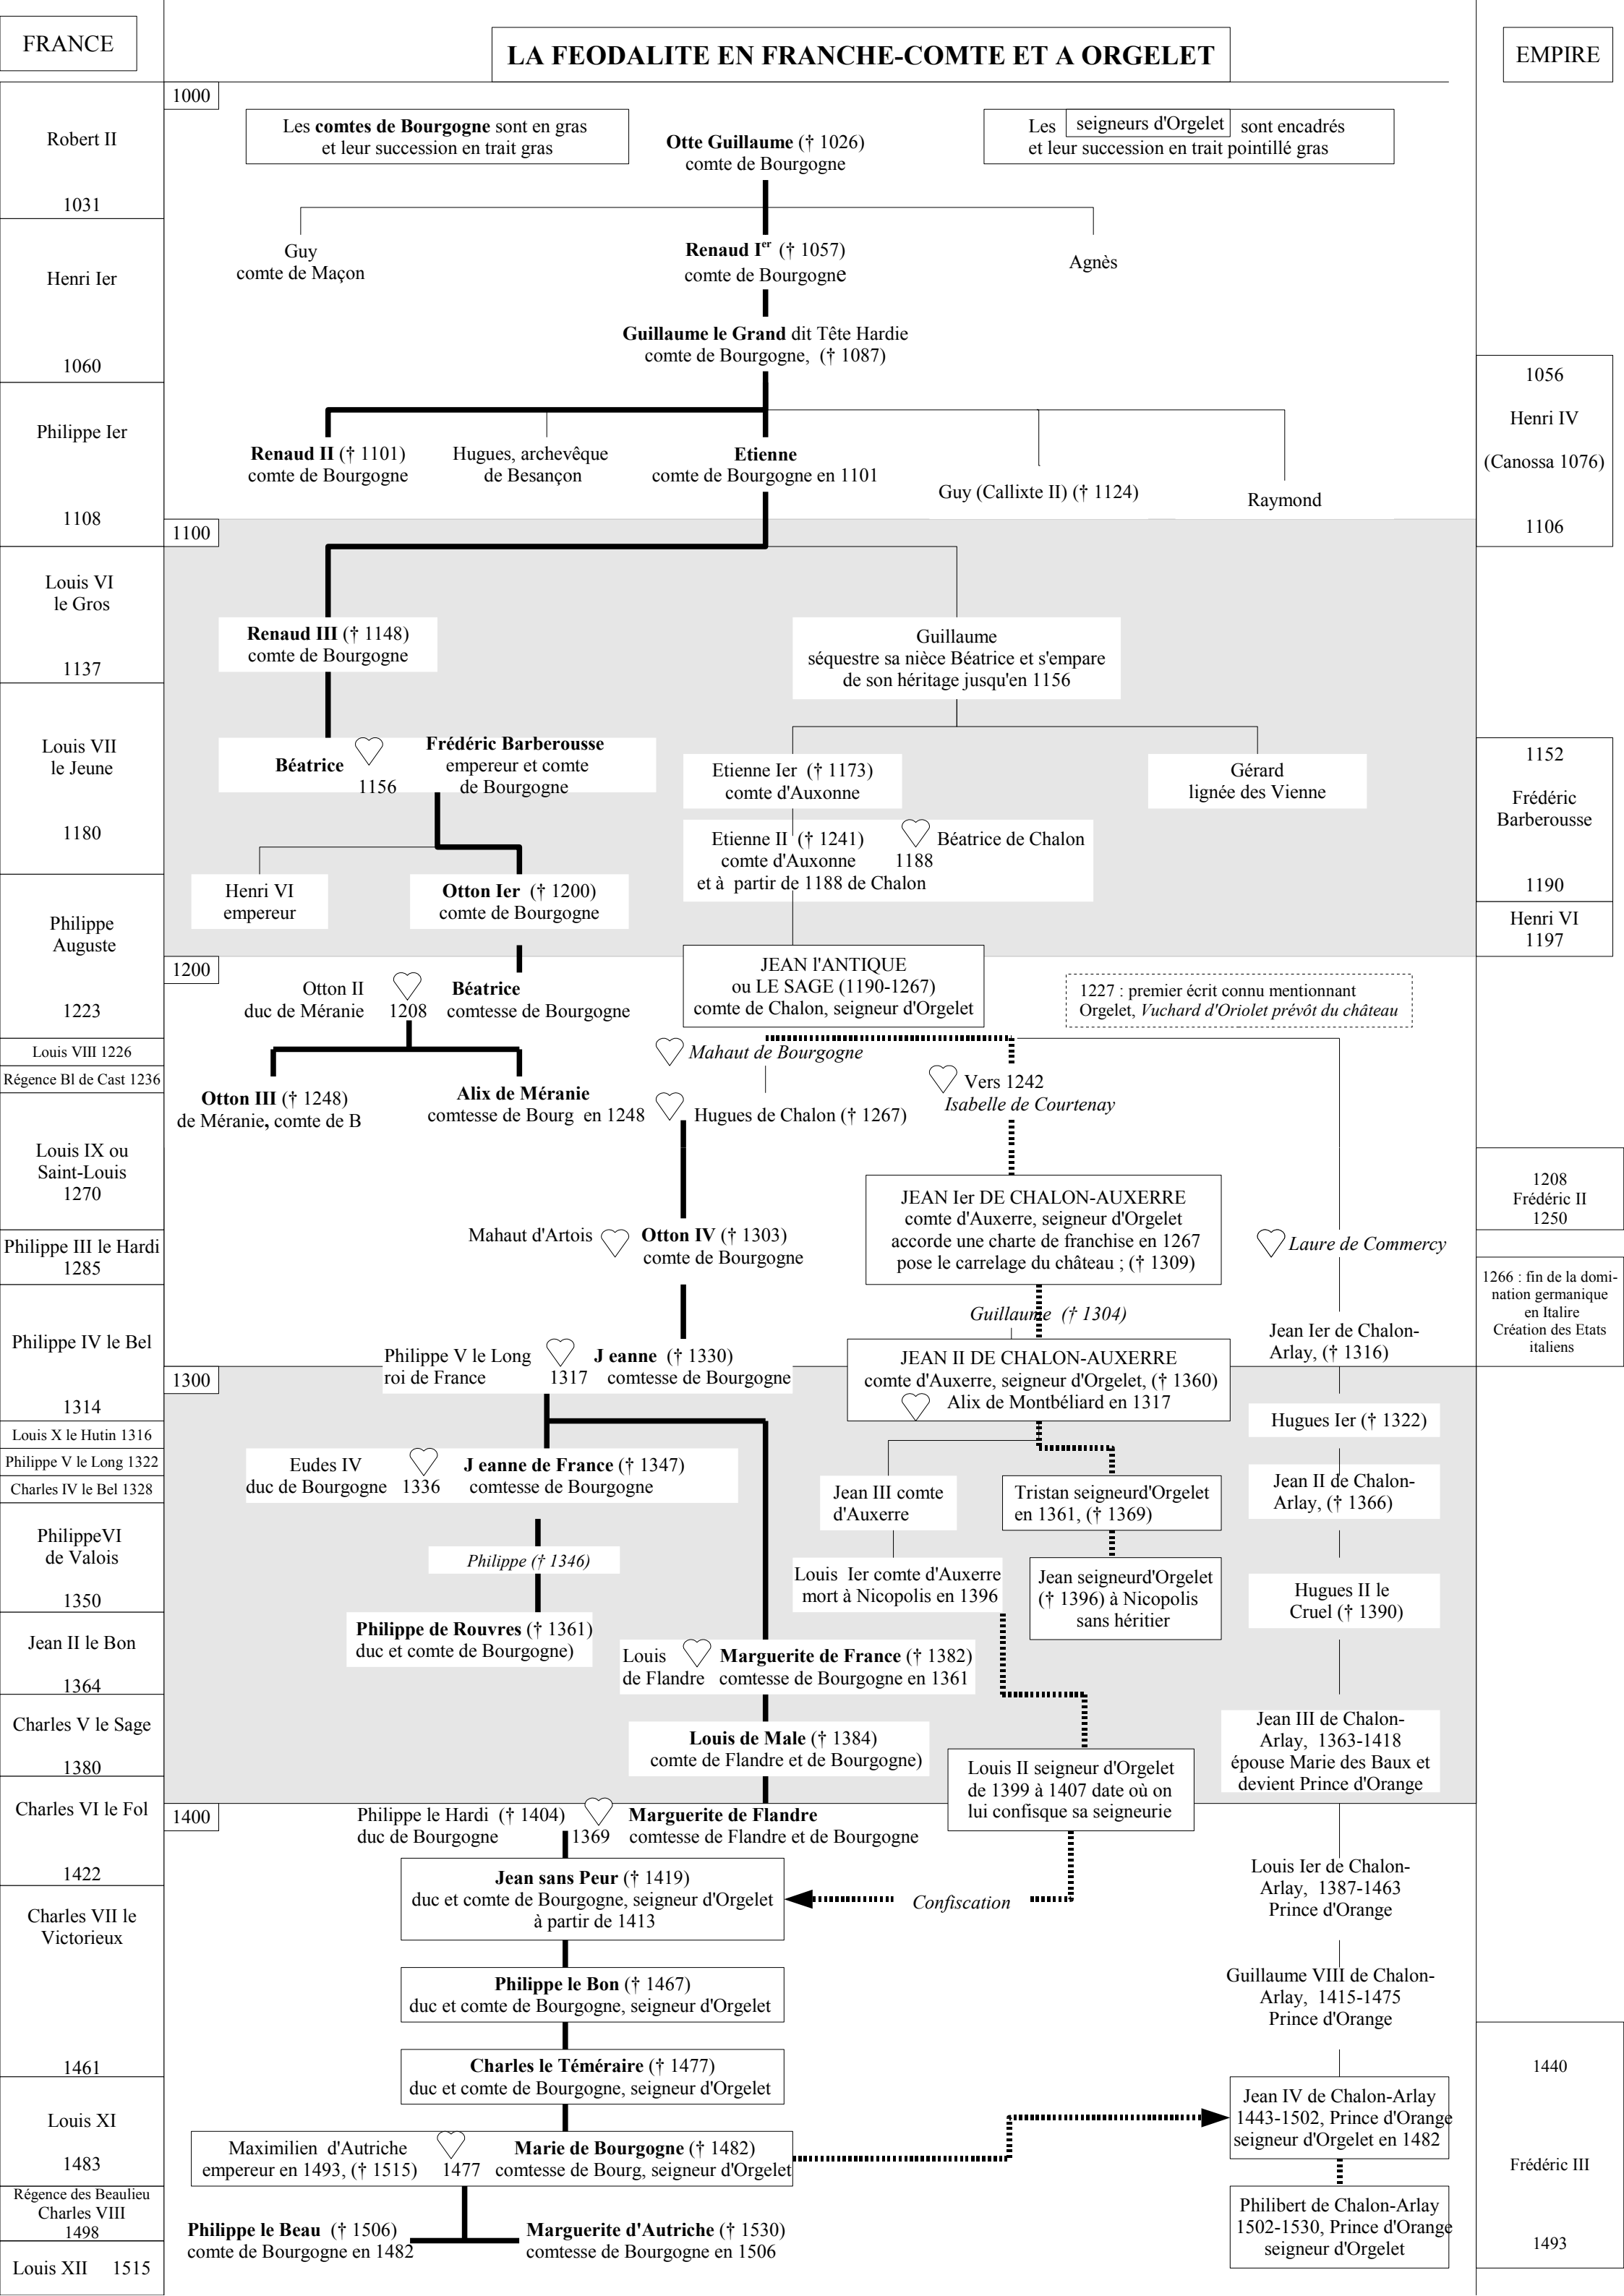 FRANCE
LA FEODALITE EN FRANCHE-COMTE ET A ORGELET
EMPIRE
1000
Robert II
1031
Henri Ier
1060
Philippe Ier
1108
Louis VI
le Gros
1137
Louis VII
le Jeune
1180
Philippe
Auguste
1223
Louis VIII 1226
Régence Bl de Cast 1236
Louis IX ou
Saint-Louis
1270
Philippe III le Hardi
1285
Philippe IV le Bel
1314
Louis X le Hutin 1316
Philippe V le Long 1322
Charles IV le Bel 1328
PhilippeVI
de Valois
1350
Jean II le Bon
1364
Charles V le Sage
1380
Charles VI le Fol
1422
Charles VII le
Victorieux
1461
Louis XI
1483
Régence des Beaulieu
Charles VIII
1498
Louis XII 1515
Les comtes de Bourgogne sont en gras
et leur succession en trait gras
Otte Guillaume († 1026)
comte de Bourgogne
Les seigneurs d'Orgelet sont encadrés
et leur succession en trait pointillé gras
Guy
comte de Maçon
Renaud Ier († 1057)
comte de Bourgogne
Agnès
Guillaume le Grand dit Tête Hardie
comte de Bourgogne, († 1087)
Renaud II († 1101)
comte de Bourgogne
Hugues, archevêque
de Besançon
Etienne
comte de Bourgogne en 1101
Guy (Callixte II) († 1124)
Raymond
1100
Renaud III († 1148)
comte de Bourgogne
Guillaume
séquestre sa nièce Béatrice et s'empare
de son héritage jusqu'en 1156
Béatrice
1156
Frédéric Barberousse
empereur et comte
de Bourgogne
Etienne Ier († 1173)
comte d'Auxonne
Gérard
lignée des Vienne
Etienne II († 1241)
comte d'Auxonne
et à partir de 1188 de Chalon
1188
Béatrice de Chalon
Henri VI
empereur
Otton Ier († 1200)
comte de Bourgogne
1200
JEAN l'ANTIQUE
ou LE SAGE (1190-1267)
comte de Chalon, seigneur d'Orgelet
Otton II
duc de Méranie
1208
Béatrice
comtesse de Bourgogne
1227 : premier écrit connu mentionnant
Orgelet, Vuchard d'Oriolet prévôt du château
Mahaut de Bourgogne
Vers 1242
Isabelle de Courtenay
Otton III († 1248)
de Méranie, comte de B
Alix de Méranie
comtesse de Bourg en 1248
Hugues de Chalon († 1267)
JEAN Ier DE CHALON-AUXERRE
comte d'Auxerre, seigneur d'Orgelet
accorde une charte de franchise en 1267
pose le carrelage du château ; († 1309)
Mahaut d'Artois
Otton IV († 1303)
comte de Bourgogne
Laure de Commercy
Guillaume († 1304)
Jean Ier de Chalon-
Arlay, († 1316)
Philippe V le Long
roi de France
1317
J eanne († 1330)
comtesse de Bourgogne
JEAN II DE CHALON-AUXERRE
comte d'Auxerre, seigneur d'Orgelet, († 1360)
Alix de Montbéliard en 1317
1300
Hugues Ier († 1322)
Eudes IV
duc de Bourgogne
1336
J eanne de France († 1347)
comtesse de Bourgogne
Jean III comte
d'Auxerre
Tristan seigneurd'Orgelet
en 1361, († 1369)
Jean II de Chalon-
Arlay, († 1366)
Philippe († 1346)
Louis Ier comte d'Auxerre
mort à Nicopolis en 1396
Jean seigneurd'Orgelet
(† 1396) à Nicopolis
sans héritier
Hugues II le
Cruel († 1390)
Philippe de Rouvres († 1361)
duc et comte de Bourgogne)
Louis
de Flandre
Marguerite de France († 1382)
comtesse de Bourgogne en 1361
Louis de Male († 1384)
comte de Flandre et de Bourgogne)
Jean III de Chalon-
Arlay, 1363-1418
épouse Marie des Baux et
devient Prince d'Orange
Louis II seigneur d'Orgelet
de 1399 à 1407 date où on
lui confisque sa seigneurie
1400
Philippe le Hardi († 1404)
duc de Bourgogne
1369
Marguerite de Flandre
comtesse de Flandre et de Bourgogne
Jean sans Peur († 1419)
duc et comte de Bourgogne, seigneur d'Orgelet
à partir de 1413
Confiscation
Louis Ier de Chalon-
Arlay, 1387-1463
Prince d'Orange
Philippe le Bon († 1467)
duc et comte de Bourgogne, seigneur d'Orgelet
Guillaume VIII de Chalon-
Arlay, 1415-1475
Prince d'Orange
Charles le Téméraire († 1477)
duc et comte de Bourgogne, seigneur d'Orgelet
Jean IV de Chalon-Arlay
1443-1502, Prince d'Orange
seigneur d'Orgelet en 1482
Maximilien d'Autriche
empereur en 1493, († 1515)
1477
Marie de Bourgogne († 1482)
comtesse de Bourg, seigneur d'Orgelet
Philibert de Chalon-Arlay
1502-1530, Prince d'Orange
seigneur d'Orgelet
Philippe le Beau († 1506)
comte de Bourgogne en 1482
Marguerite d'Autriche († 1530)
comtesse de Bourgogne en 1506
1056
Henri IV
(Canossa 1076)
1106
1152
Frédéric
Barberousse
1190
Henri VI
1197
1208
Frédéric II
1250
1266 : fin de la domi-
nation germanique
en Italire
Création des Etats
italiens
1440
Frédéric III
1493